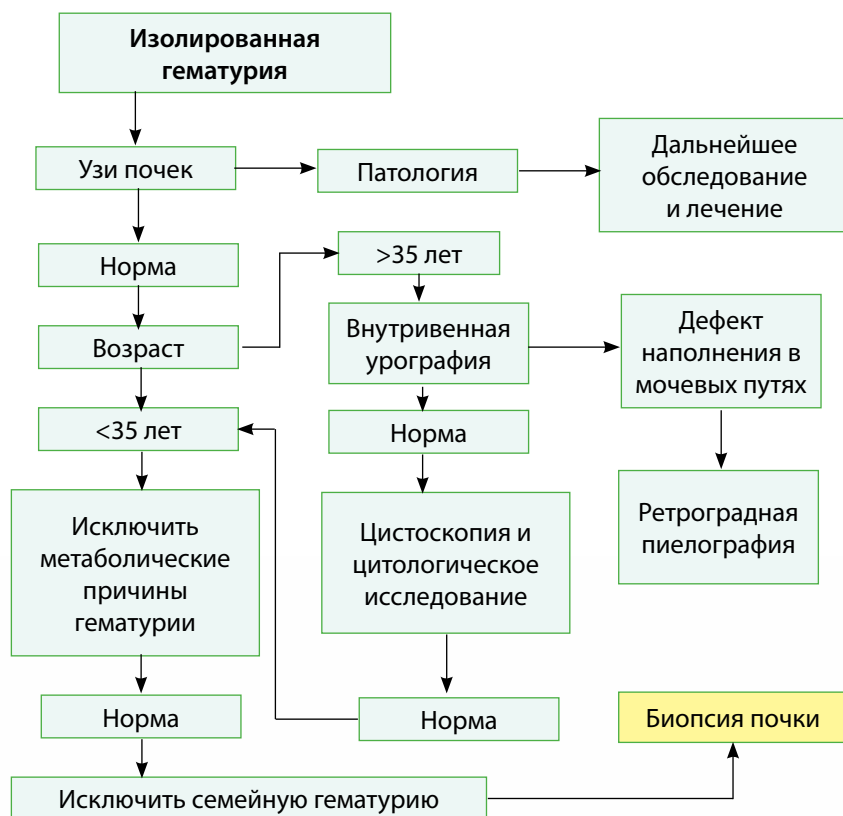 Изолированная
гематурия
Узи почек
Патология
Дальнейшее
обследование
и лечение
Норма
>35 лет
Возраст
Внутривенная
урография
Дефект
наполнения в
мочевых путях
<35 лет
Норма
Исключить
метаболические
причины
гематурии
Цистоскопия и
цитологическое
исследование
Ретроградная
пиелография
Норма
Норма
Биопсия почки
Исключить семейную гематурию